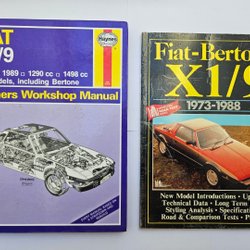 AT
/9
Haynes
1989 □ 1290 cc □ 1498 cc
dels, including Bertone
ners Workshop Manual
Fiat-Berto
X1/9
1973-1988
New Model Introductions · Up
Technical Data · Long Term
Styling Analysis · Specificat
Road & Comparison Tests · P